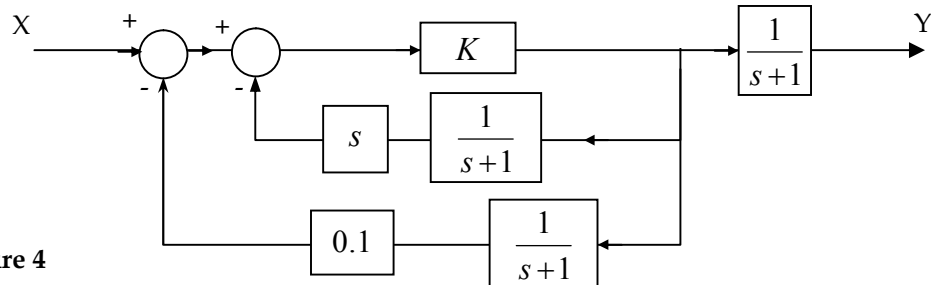 X + - + - K 1/(s+1) Y
s 1/(s+1)
0.1 1/(s+1)
re 4